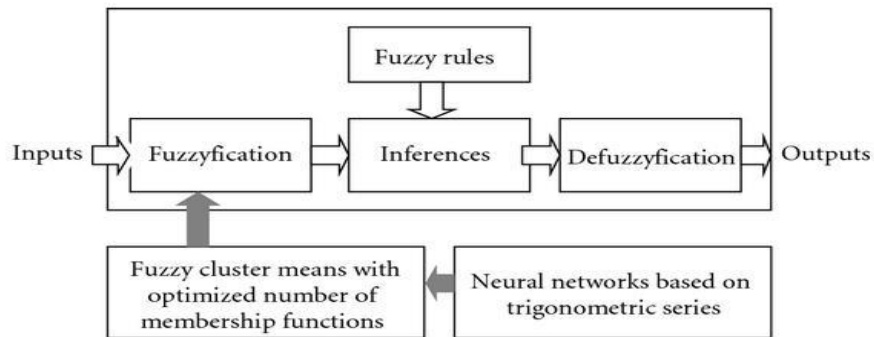 Fuzzy rules
Inputs
Fuzzyfication
Inferences
Defuzzyfication
Outputs
Fuzzy cluster means with
optimized number of
membership functions
Neural networks based on
trigonometric series